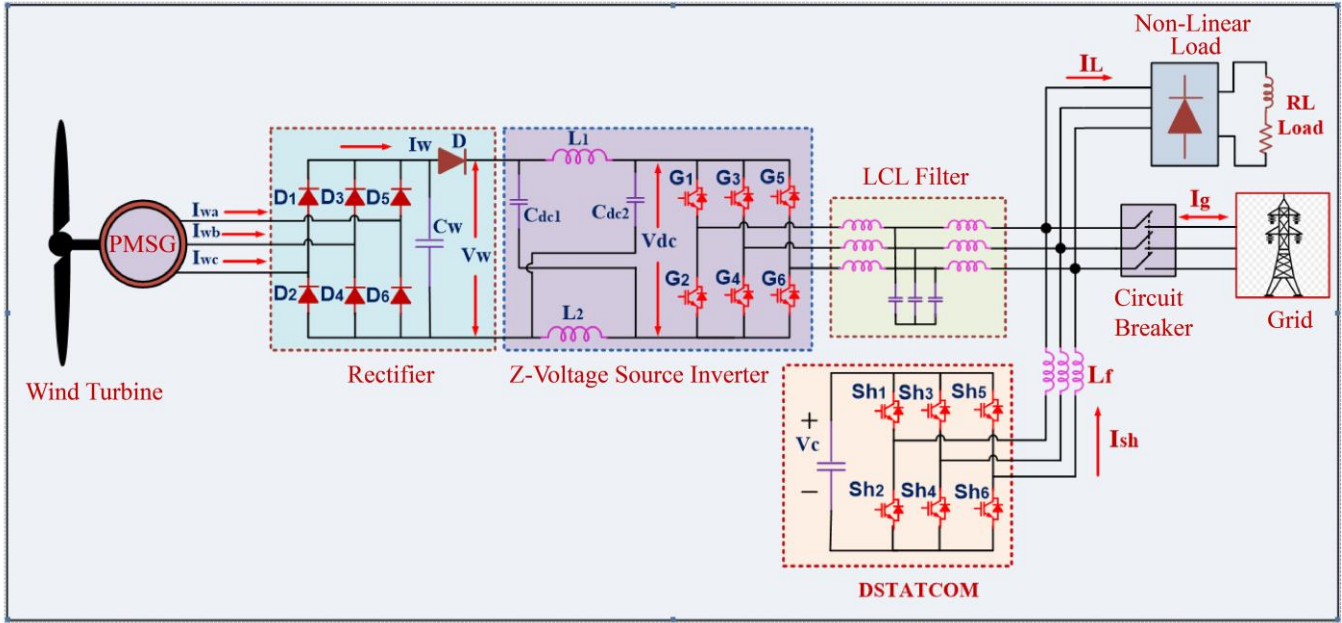 Non-Linear
Load
IL
RL
Load
Iw
D
L1
D1
D3
D5
G1
G3
G5
LCL Filter
Cdc1
Cdc2
Ig
Iwa
Iwb
Iwc
PMSG
Cw
Vw
Vdc
D2
D4
D6
G2
G4
G6
L2
Circuit
Breaker
Grid
Wind Turbine
Rectifier
Z-Voltage Source Inverter
Lf
Sh1
Sh3
Sh5
+
Vc
–
Ish
Sh2
Sh4
Sh6
DSTATCOM